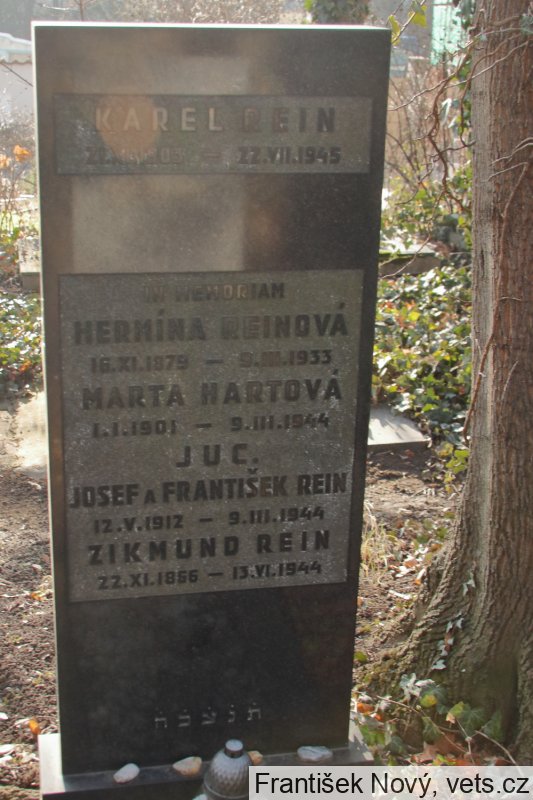 KAREL REIN
22.VII.1945
IN MEMORIAM
HERMÍNA REINOVÁ
16.XI.1879 — 9.III.1933
MARTA HARTOVÁ
1.I.1901 — 9.III.1944
JUC.
JOSEF A FRANTIŠEK REIN
12.V.1912 — 9.III.1944
ZIKMUND REIN
22.XI.1866 — 13.VI.1944
תנצבה
František Nový, vets.cz